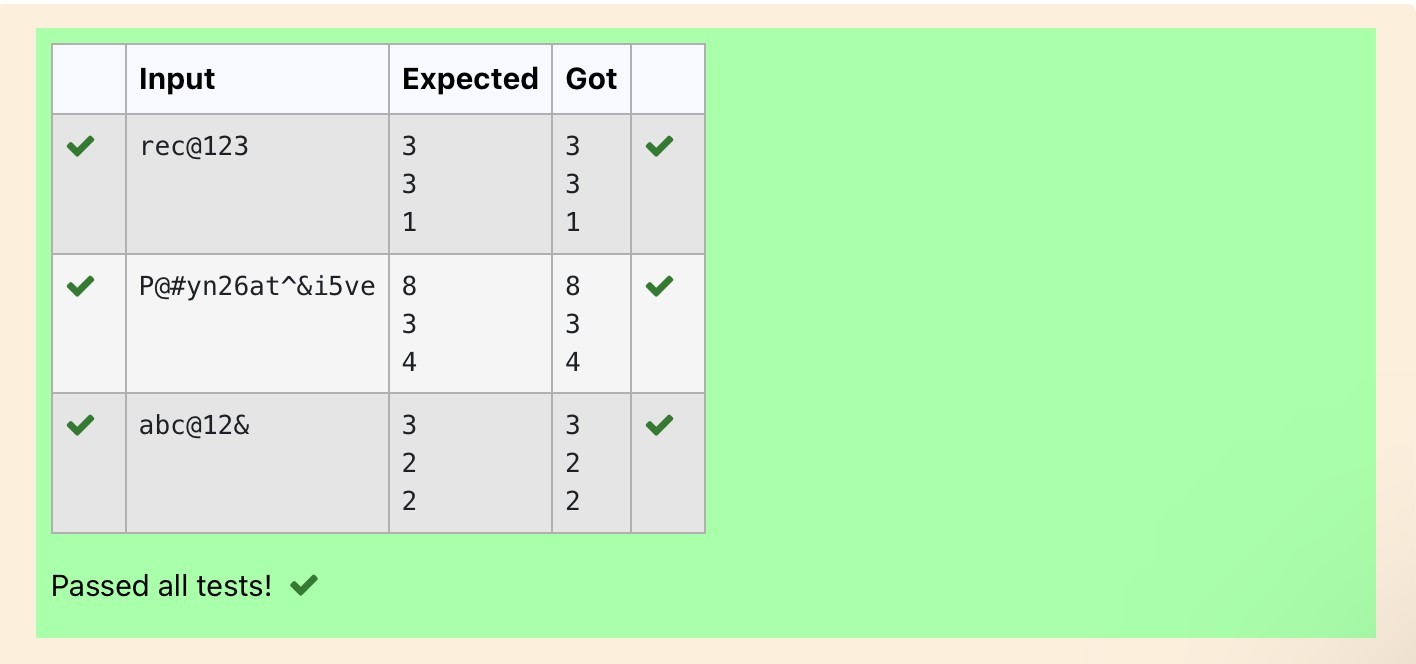 Input Expected Got
rec@123 3 3
3 3
1 1
P@#yn26at^&i5ve 8 8
3 3
4 4
abc@12& 3 3
2 2
2 2
Passed all tests!